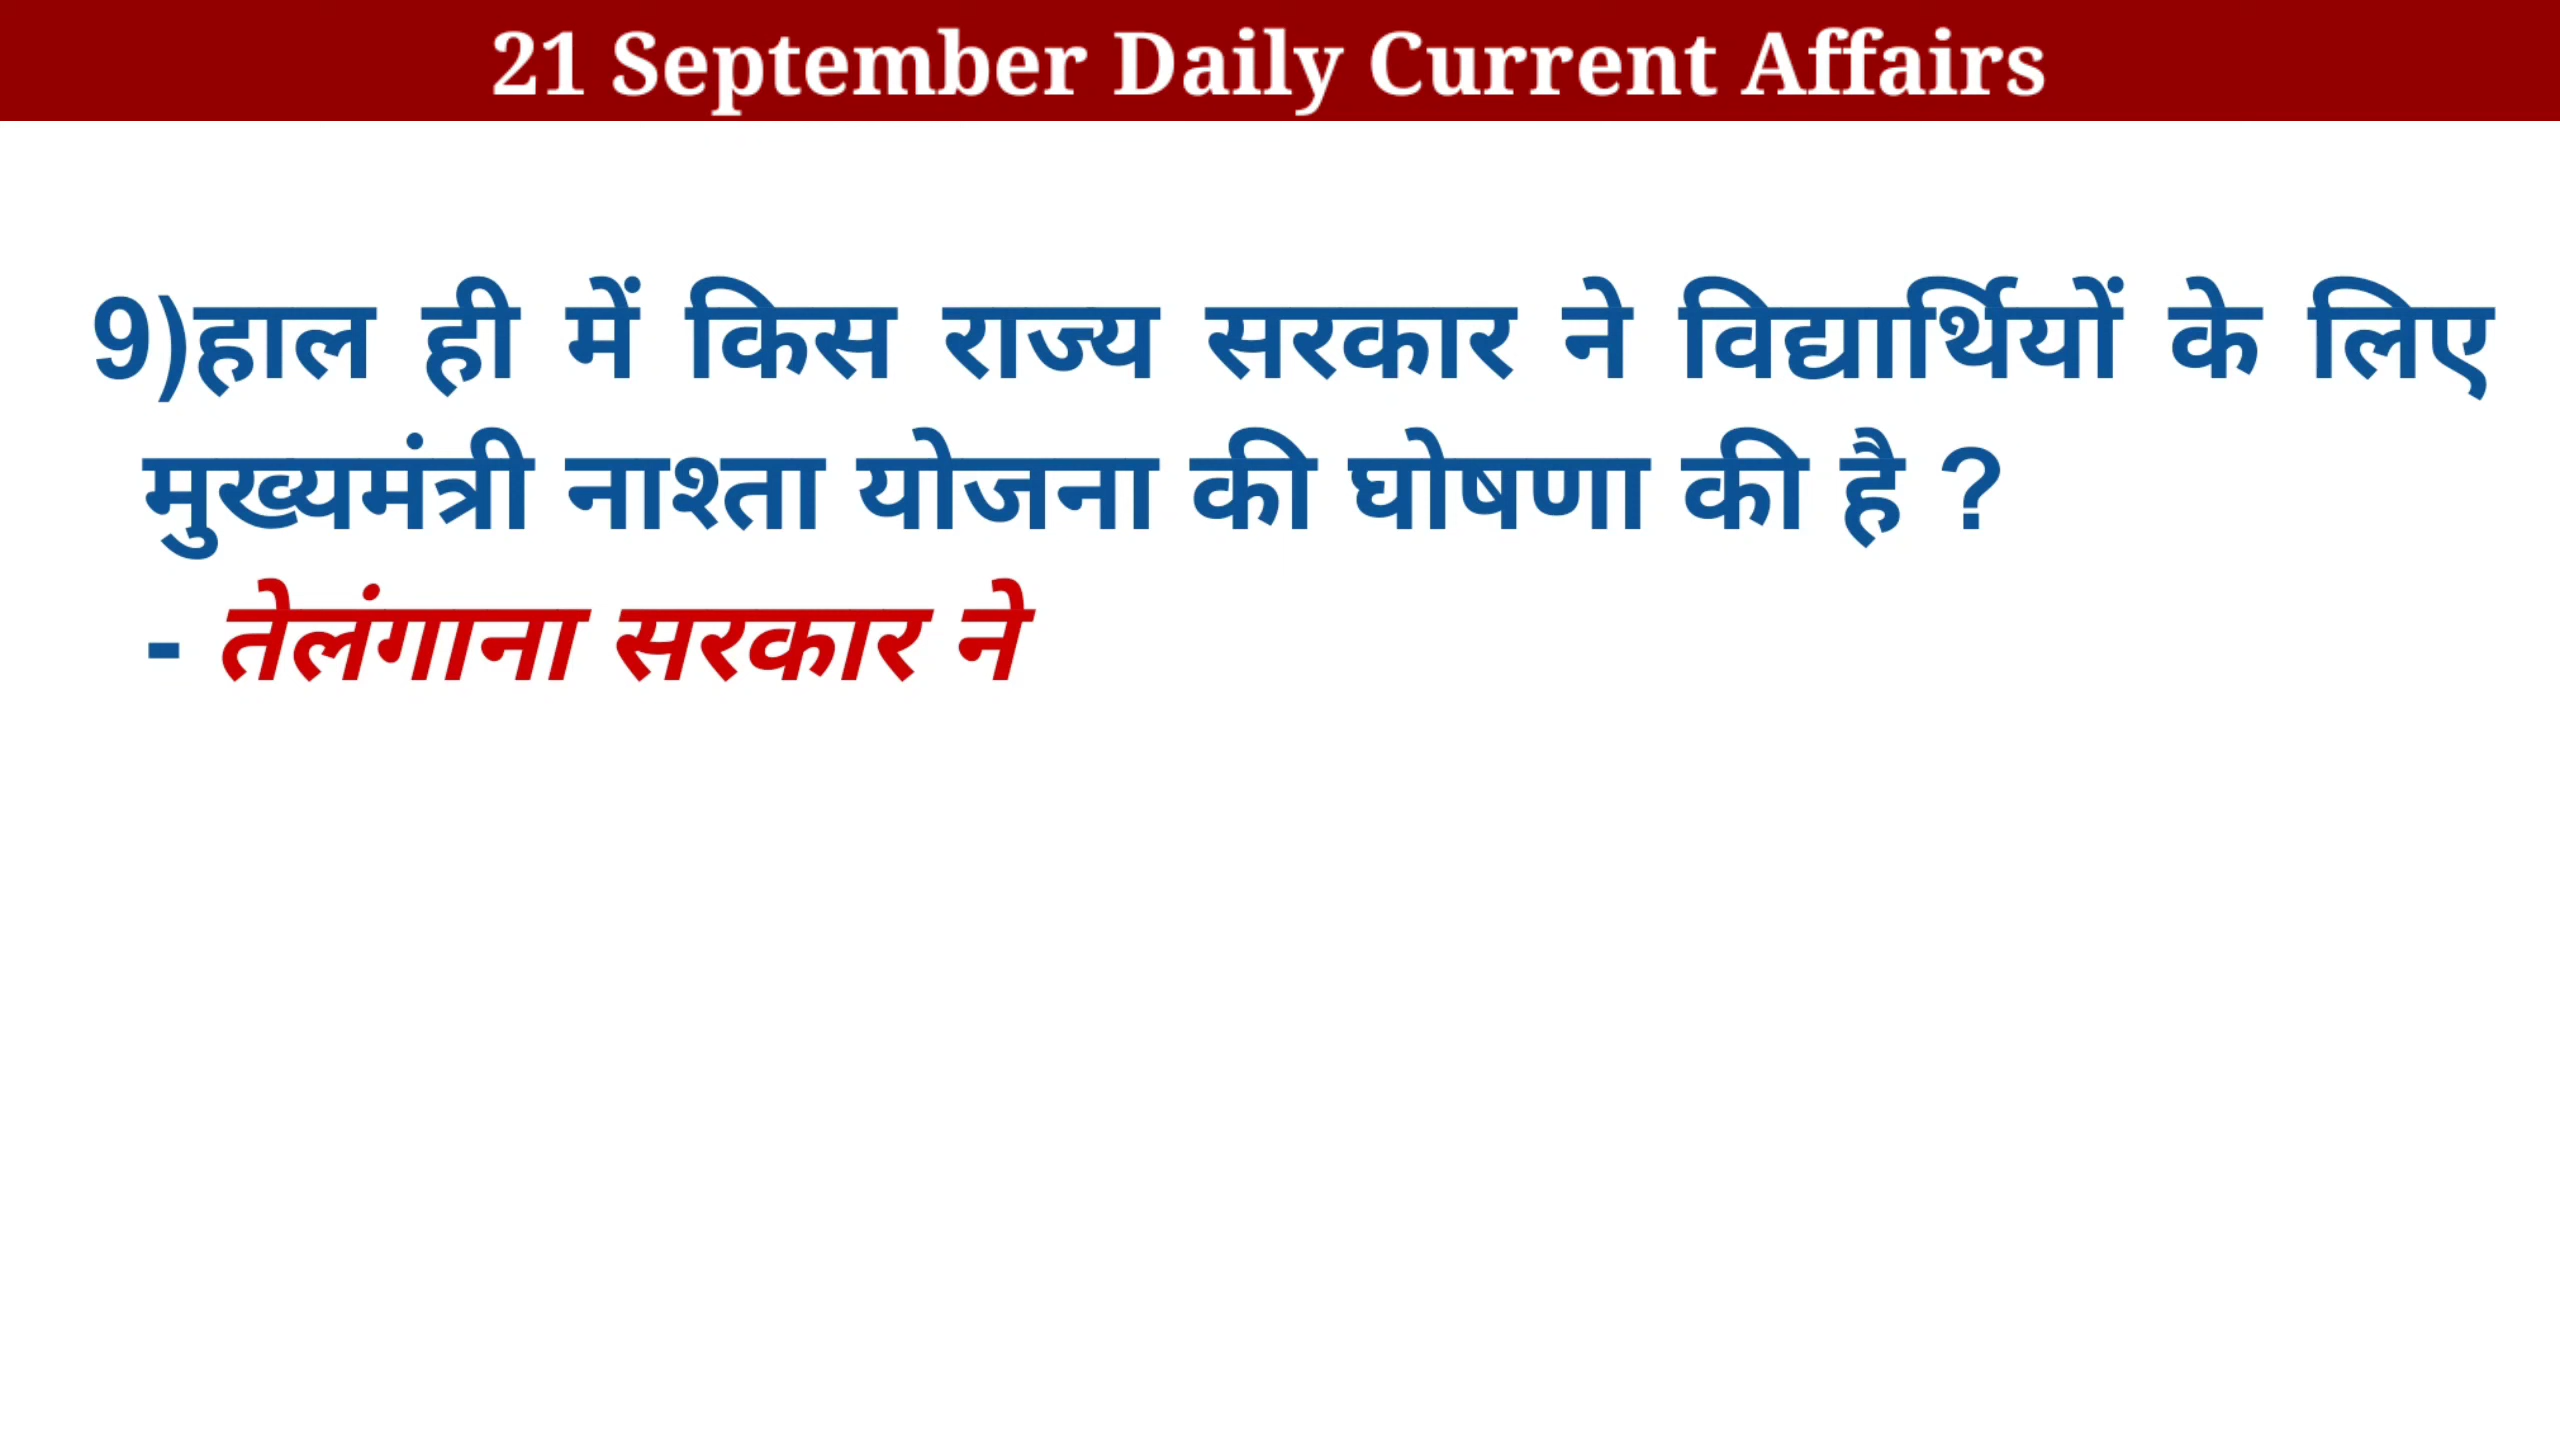 21 September Daily Current Affairs
9)हाल ही में किस राज्य सरकार ने विद्यार्थियों के लिए
मुख्यमंत्री नाश्ता योजना की घोषणा की है ?
- तेलंगाना सरकार ने